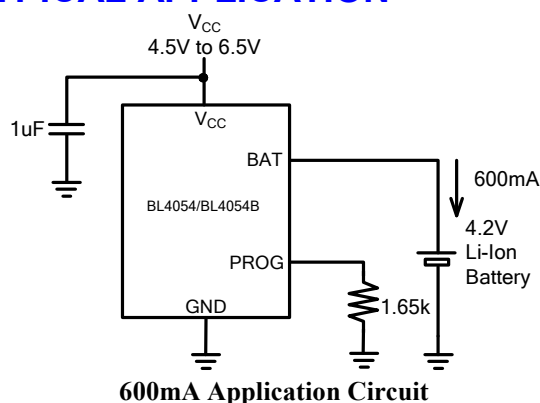 TYPICAL APPLICATION
VCC
4.5V to 6.5V
1uF
VCC
BAT
600mA
BL4054/BL4054B
4.2V
Li-Ion
Battery
PROG
1.65k
GND
600mA Application Circuit